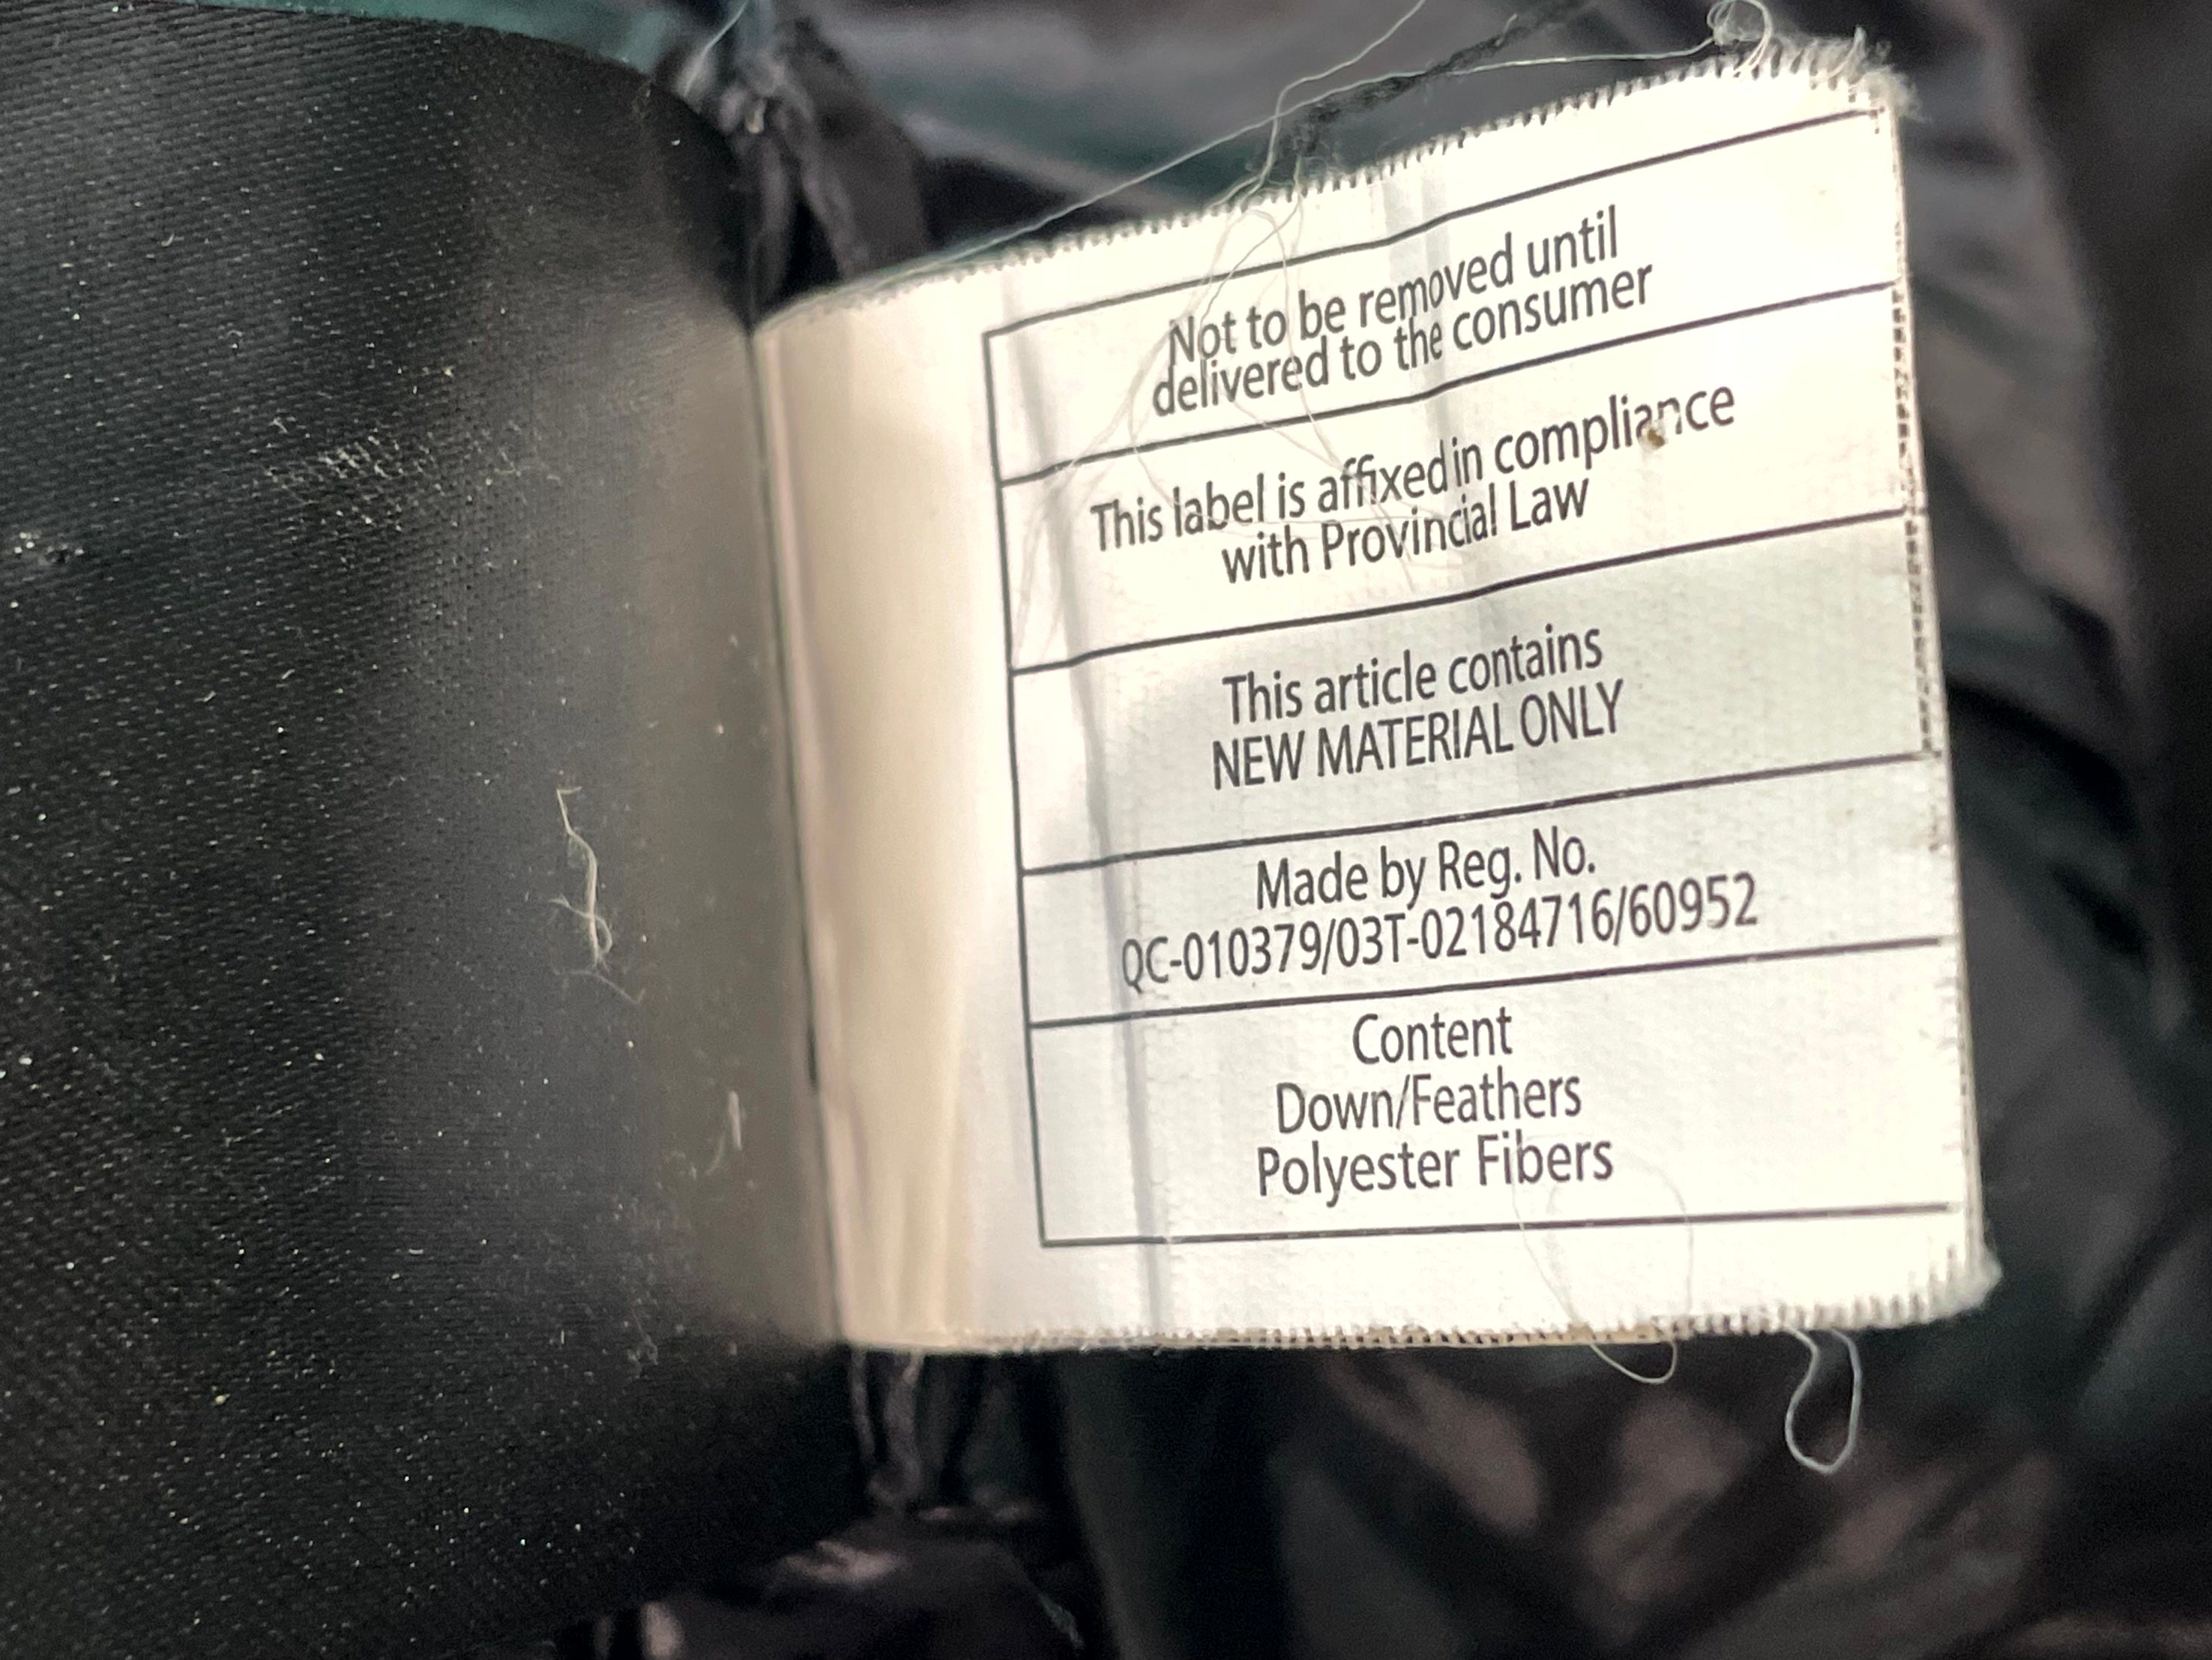 Not to be removed until
delivered to the consumer
This label is affixed in compliance
with Provincial Law
This article contains
NEW MATERIAL ONLY
Made by Reg. No.
QC-010379/03T-02184716/60952
Content
Down/Feathers
Polyester Fibers